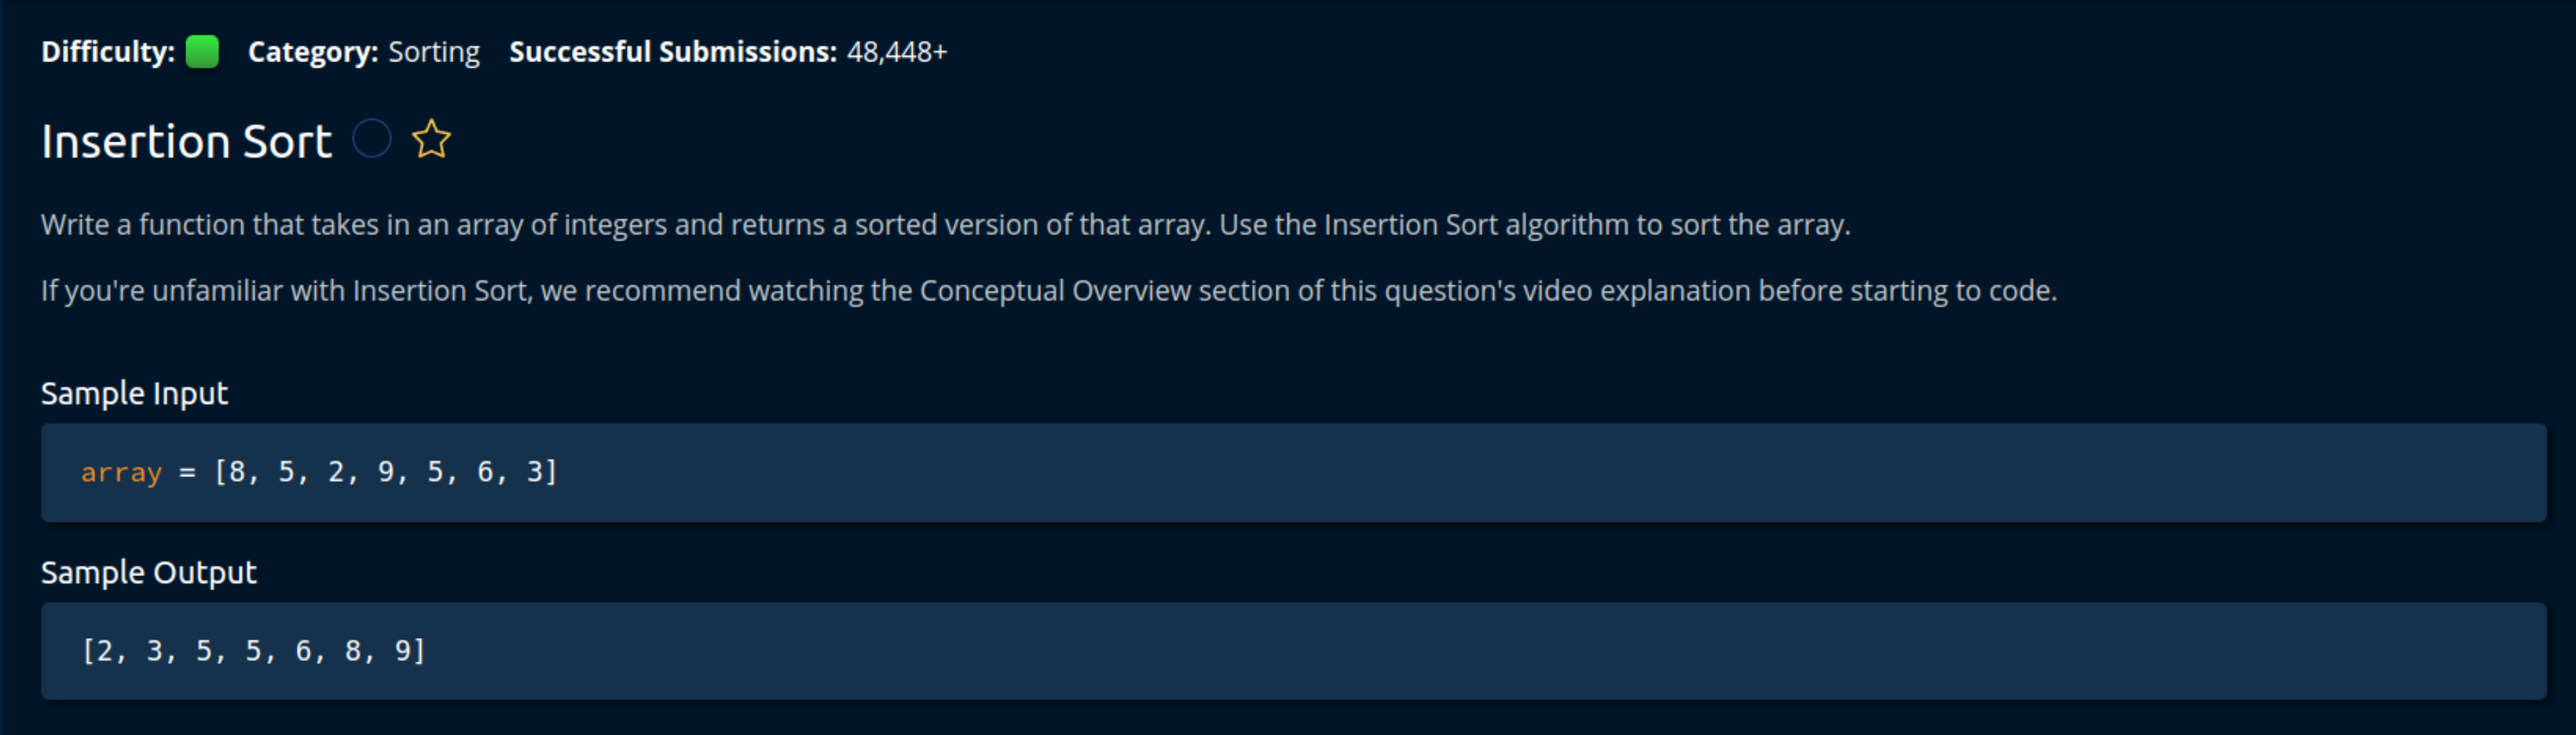 Difficulty: Category: Sorting Successful Submissions: 48,448+
Insertion Sort
Write a function that takes in an array of integers and returns a sorted version of that array. Use the Insertion Sort algorithm to sort the array.
If you're unfamiliar with Insertion Sort, we recommend watching the Conceptual Overview section of this question's video explanation before starting to code.
Sample Input
array = [8, 5, 2, 9, 5, 6, 3]
Sample Output
[2, 3, 5, 5, 6, 8, 9]